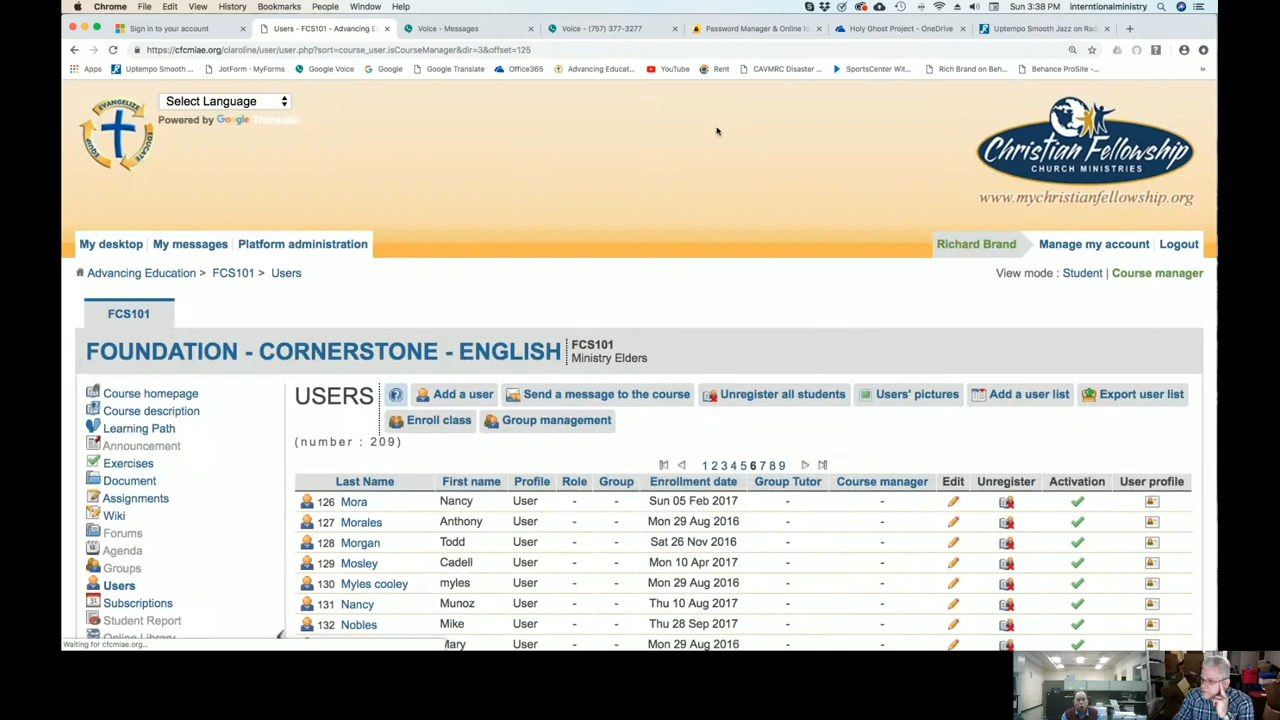 Chrome File Edit View History Bookmarks People Window Help Sun 3:38 PM interntionalministry
Sign in to your account Users - FCS101 - Advancing E Voice - Messages Voice - (757) 377-3277 Password Manager & Online Id Holy Ghost Project - OneDrive Uptempo Smooth Jazz on Rad
https://cfcmiae.org/claroline/user/user.php?sort=course_user.isCourseManager&dir=3&offset=125
Apps Uptempo Smooth ... JotForm · MyForms Google Voice Google Google Translate Office365 Advancing Educat... YouTube Rent CAVMRC Disaster ... SportsCenter Wit... Rich Brand on Beh... Behance ProSite -...
EVANGELIZE EDUCATE EQUIP
Select Language
Powered by Google
Christian Fellowship
CHURCH MINISTRIES
www.mychristianfellowship.org
My desktop My messages Platform administration Richard Brand Manage my account Logout
Advancing Education > FCS101 > Users View mode : Student | Course manager
FCS101
FOUNDATION - CORNERSTONE - ENGLISH
FCS101
Ministry Elders
Course homepage
Course description
Learning Path
Announcement
Exercises
Document
Assignments
Wiki
Forums
Agenda
Groups
Users
Subscriptions
Student Report
Online Library
USERS Add a user Send a message to the course Unregister all students Users' pictures Add a user list Export user list
Enroll class Group management
(number : 209)
1 2 3 4 5 6 7 8 9
Last Name First name Profile Role Group Enrollment date Group Tutor Course manager Edit Unregister Activation User profile
126 Mora Nancy User - - Sun 05 Feb 2017 - -
127 Morales Anthony User - - Mon 29 Aug 2016 - -
128 Morgan Todd User - - Sat 26 Nov 2016 - -
129 Mosley Cadell User - - Mon 10 Apr 2017 - -
130 Myles cooley myles User - - Mon 29 Aug 2016 - -
131 Nancy Munoz User - - Thu 10 Aug 2017 - -
132 Nobles Mike User - - Thu 28 Sep 2017 - -
Mary User - - Mon 29 Aug 2016 - -
Waiting for cfcmiae.org...